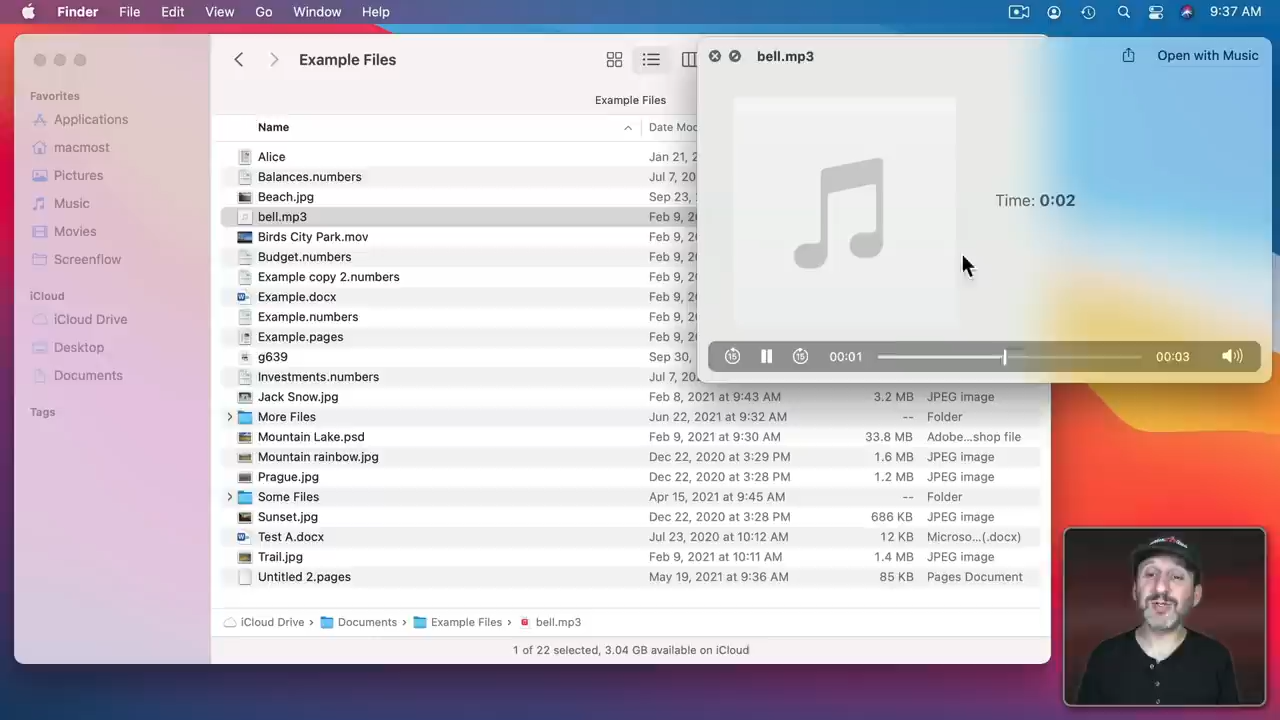 Finder File Edit View Go Window Help 9:37 AM
Favorites
Applications
macmost
Pictures
Music
Movies
Screenflow
iCloud
iCloud Drive
Desktop
Documents
Tags
Example Files
Example Files
Name Date Moc
Alice Jan 21, 2
Balances.numbers Jul 7, 20
Beach.jpg Sep 23,
bell.mp3 Feb 9, 20
Birds City Park.mov Feb 9, 20
Budget.numbers Feb 9, 20
Example copy 2.numbers Feb 9, 20
Example.docx Feb 9, 20
Example.numbers Feb 9, 20
Example.pages Feb 9, 20
g639 Sep 30,
Investments.numbers Jul 7, 20
Jack Snow.jpg Feb 8, 2021 at 9:43 AM 3.2 MB JPEG image
More Files Jun 22, 2021 at 9:32 AM -- Folder
Mountain Lake.psd Feb 9, 2021 at 9:30 AM 33.8 MB Adobe...shop file
Mountain rainbow.jpg Dec 22, 2020 at 3:29 PM 1.6 MB JPEG image
Prague.jpg Dec 22, 2020 at 3:28 PM 1.2 MB JPEG image
Some Files Apr 15, 2021 at 9:45 AM -- Folder
Sunset.jpg Dec 22, 2020 at 3:28 PM 686 KB JPEG image
Test A.docx Jul 23, 2020 at 10:12 AM 12 KB Microso...(.docx)
Trail.jpg Feb 9, 2021 at 10:11 AM 1.4 MB JPEG image
Untitled 2.pages May 19, 2021 at 9:36 AM 85 KB Pages Document
iCloud Drive › Documents › Example Files › bell.mp3
1 of 22 selected, 3.04 GB available on iCloud
bell.mp3 Open with Music
Time: 0:02
15 15 00:01 00:03